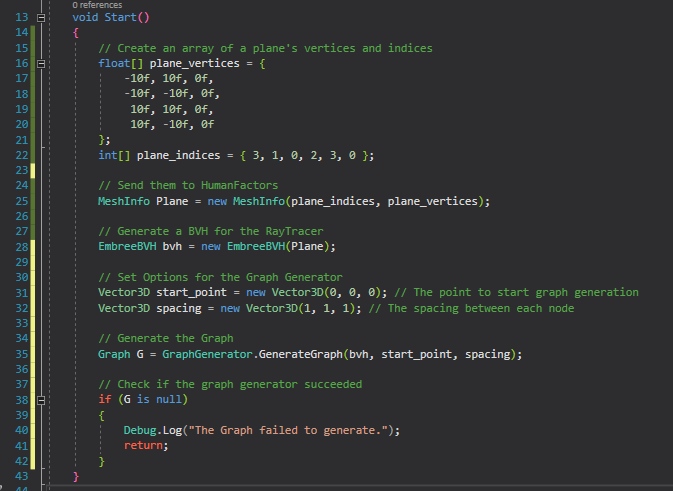 0 references
13 void Start()
14 {
15 // Create an array of a plane's vertices and indices
16 float[] plane_vertices = {
17 -10f, 10f, 0f,
18 -10f, -10f, 0f,
19 10f, 10f, 0f,
20 10f, -10f, 0f
21 };
22 int[] plane_indices = { 3, 1, 0, 2, 3, 0 };
23
24 // Send them to HumanFactors
25 MeshInfo Plane = new MeshInfo(plane_indices, plane_vertices);
26
27 // Generate a BVH for the RayTracer
28 EmbreeBVH bvh = new EmbreeBVH(Plane);
29
30 // Set Options for the Graph Generator
31 Vector3D start_point = new Vector3D(0, 0, 0); // The point to start graph generation
32 Vector3D spacing = new Vector3D(1, 1, 1); // The spacing between each node
33
34 // Generate the Graph
35 Graph G = GraphGenerator.GenerateGraph(bvh, start_point, spacing);
36
37 // Check if the graph generator succeeded
38 if (G is null)
39 {
40 Debug.Log("The Graph failed to generate.");
41 return;
42 }
43 }
44